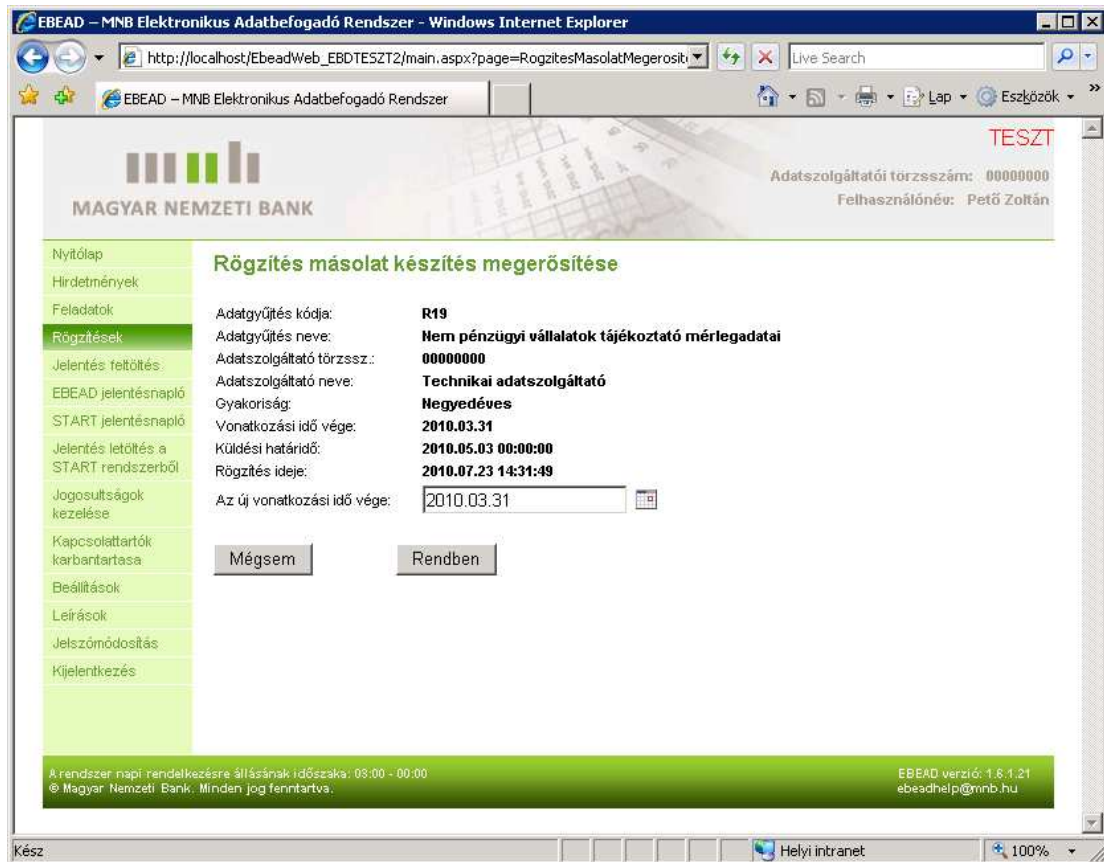 EBEAD – MNB Elektronikus Adatbefogadó Rendszer - Windows Internet Explorer
http://localhost/EbeadWeb_EBDTESZT2/main.aspx?page=RogzitesMasolatMegerosit
Live Search
EBEAD – MNB Elektronikus Adatbefogadó Rendszer
Lap
Eszközök
TESZT
Adatszolgáltatói törzsszám: 00000000
Felhasználónév: Pető Zoltán
MAGYAR NEMZETI BANK
Nyitólap
Hirdetmények
Feladatok
Rögzítések
Jelentés feltöltés
EBEAD jelentésnapló
START jelentésnapló
Jelentés letöltés a
START rendszerből
Jogosultságok
kezelése
Kapcsolattartók
karbantartasa
Beállítások
Leírások
Jelszómódosítás
Kijelentkezés
Rögzítés másolat készítés megerősítése
Adatgyűjtés kódja: R19
Adatgyűjtés neve: Nem pénzügyi vállalatok tájékoztató mérlegadatai
Adatszolgáltató törzssz.: 00000000
Adatszolgáltató neve: Technikai adatszolgáltató
Gyakoriság: Negyedéves
Vonatkozási idő vége: 2010.03.31
Küldési határidő: 2010.05.03 00:00:00
Rögzítés ideje: 2010.07.23 14:31:49
Az új vonatkozási idő vége: 2010.03.31
Mégsem Rendben
A rendszer napi rendelkezésre állásának időszaka: 03:00 - 00:00
© Magyar Nemzeti Bank. Minden jog fenntartva.
EBEAD verzió: 1.6.1.21
ebeadhelp@mnb.hu
Kész
Helyi intranet
100%